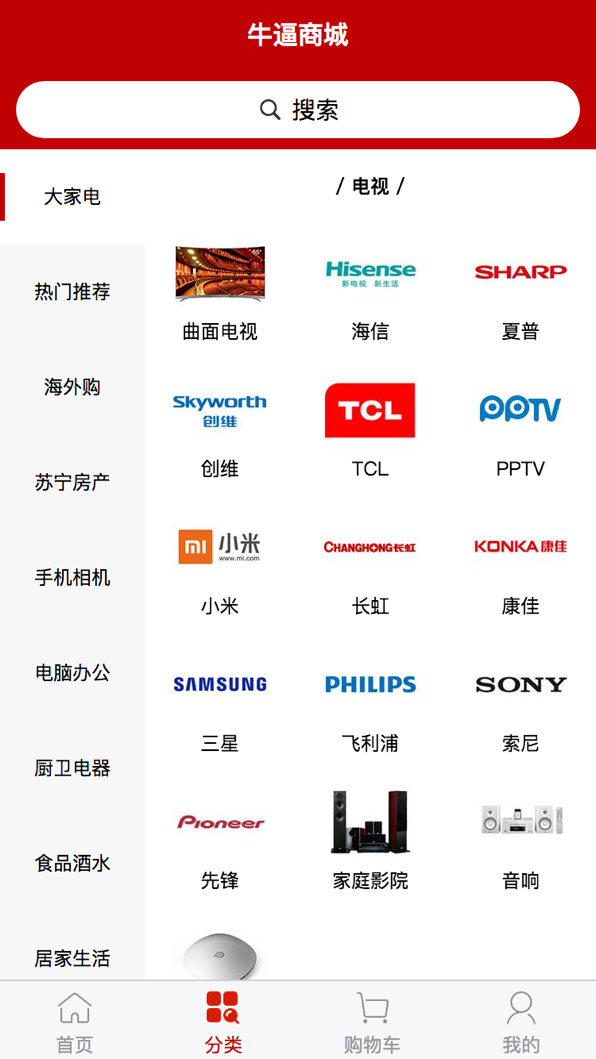 牛逼商城
搜索
大家电
热门推荐
海外购
苏宁房产
手机相机
电脑办公
厨卫电器
食品酒水
居家生活
/ 电视 /
曲面电视
Hisense
新电视 新生活
海信
SHARP
夏普
Skyworth
创维
创维
TCL
TCL
PPTV
PPTV
mi 小米
www.mi.com
小米
CHANGHONG长虹
长虹
KONKA康佳
康佳
SAMSUNG
三星
PHILIPS
飞利浦
SONY
索尼
Pioneer
先锋
家庭影院
音响
首页
分类
购物车
我的